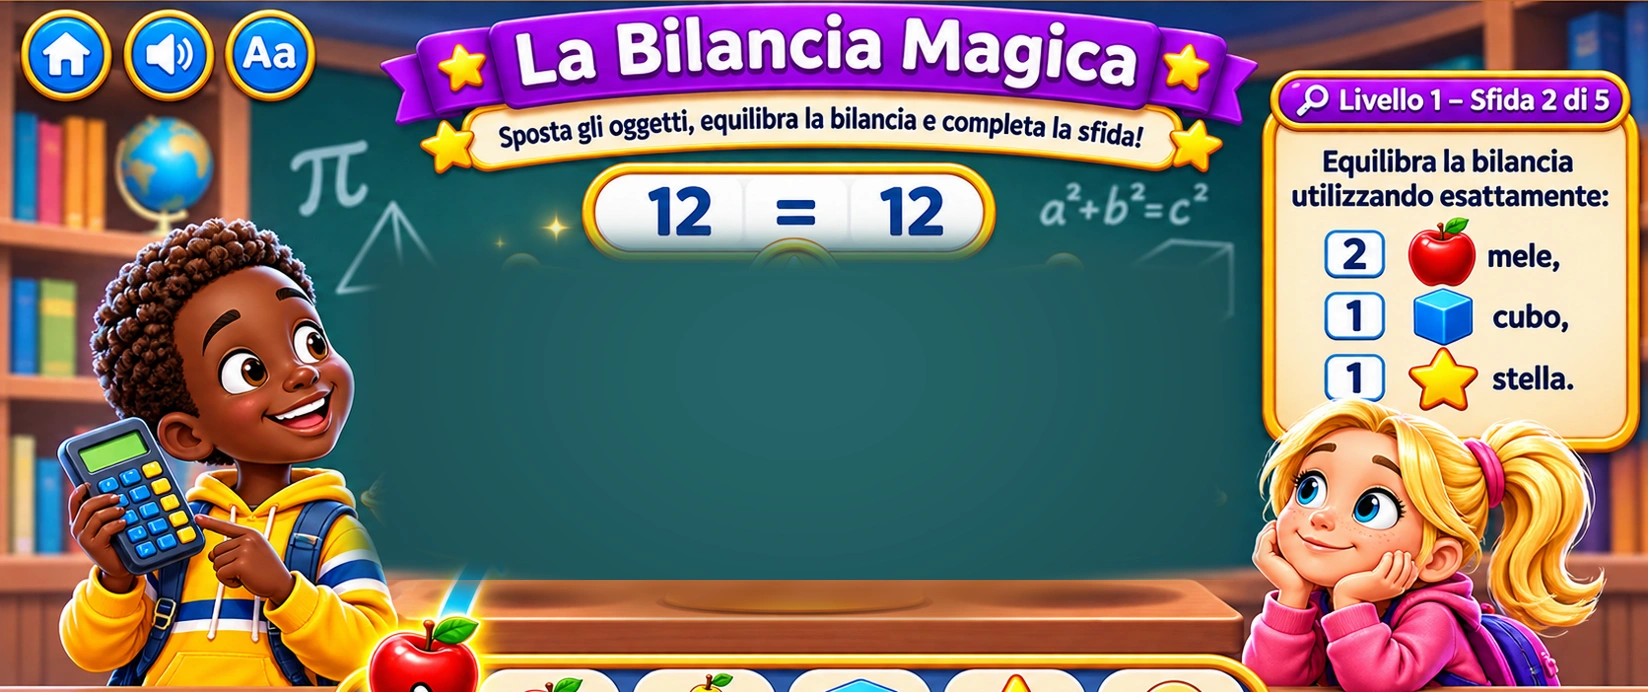 Aa
La Bilancia Magica
Sposta gli oggetti, equilibra la bilancia e completa la sfida!
12 = 12
π
a²+b²=c²
Livello 1 – Sfida 2 di 5
Equilibra la bilancia
utilizzando esattamente:
2 mele,
1 cubo,
1 stella.